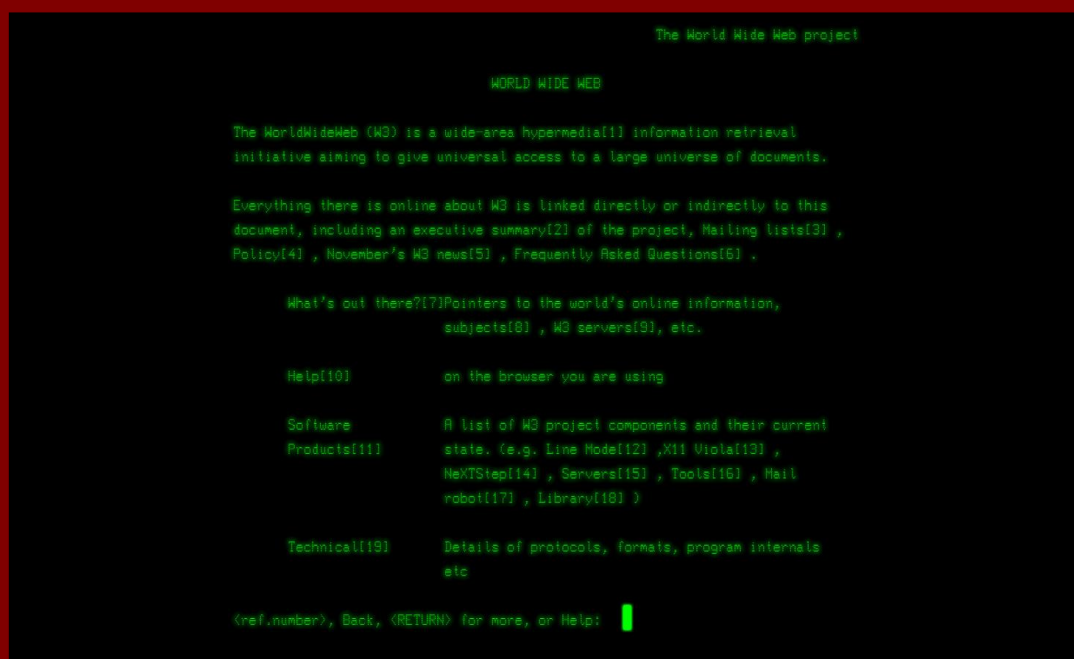 The World Wide Web project
WORLD WIDE WEB
The WorldWideWeb (W3) is a wide-area hypermedia[1] information retrieval
initiative aiming to give universal access to a large universe of documents.
Everything there is online about W3 is linked directly or indirectly to this
document, including an executive summary[2] of the project, Mailing lists[3] ,
Policy[4] , November's W3 news[5] , Frequently Asked Questions[6] .
What's out there?[7]Pointers to the world's online information,
subjects[8] , W3 servers[9], etc.
Help[10] on the browser you are using
Software A list of W3 project components and their current
Products[11] state. (e.g. Line Mode[12] ,X11 Viola[13] ,
NeXTStep[14] , Servers[15] , Tools[16] , Mail
robot[17] , Library[18] )
Technical[19] Details of protocols, formats, program internals
etc
<ref.number>, Back, <RETURN> for more, or Help: